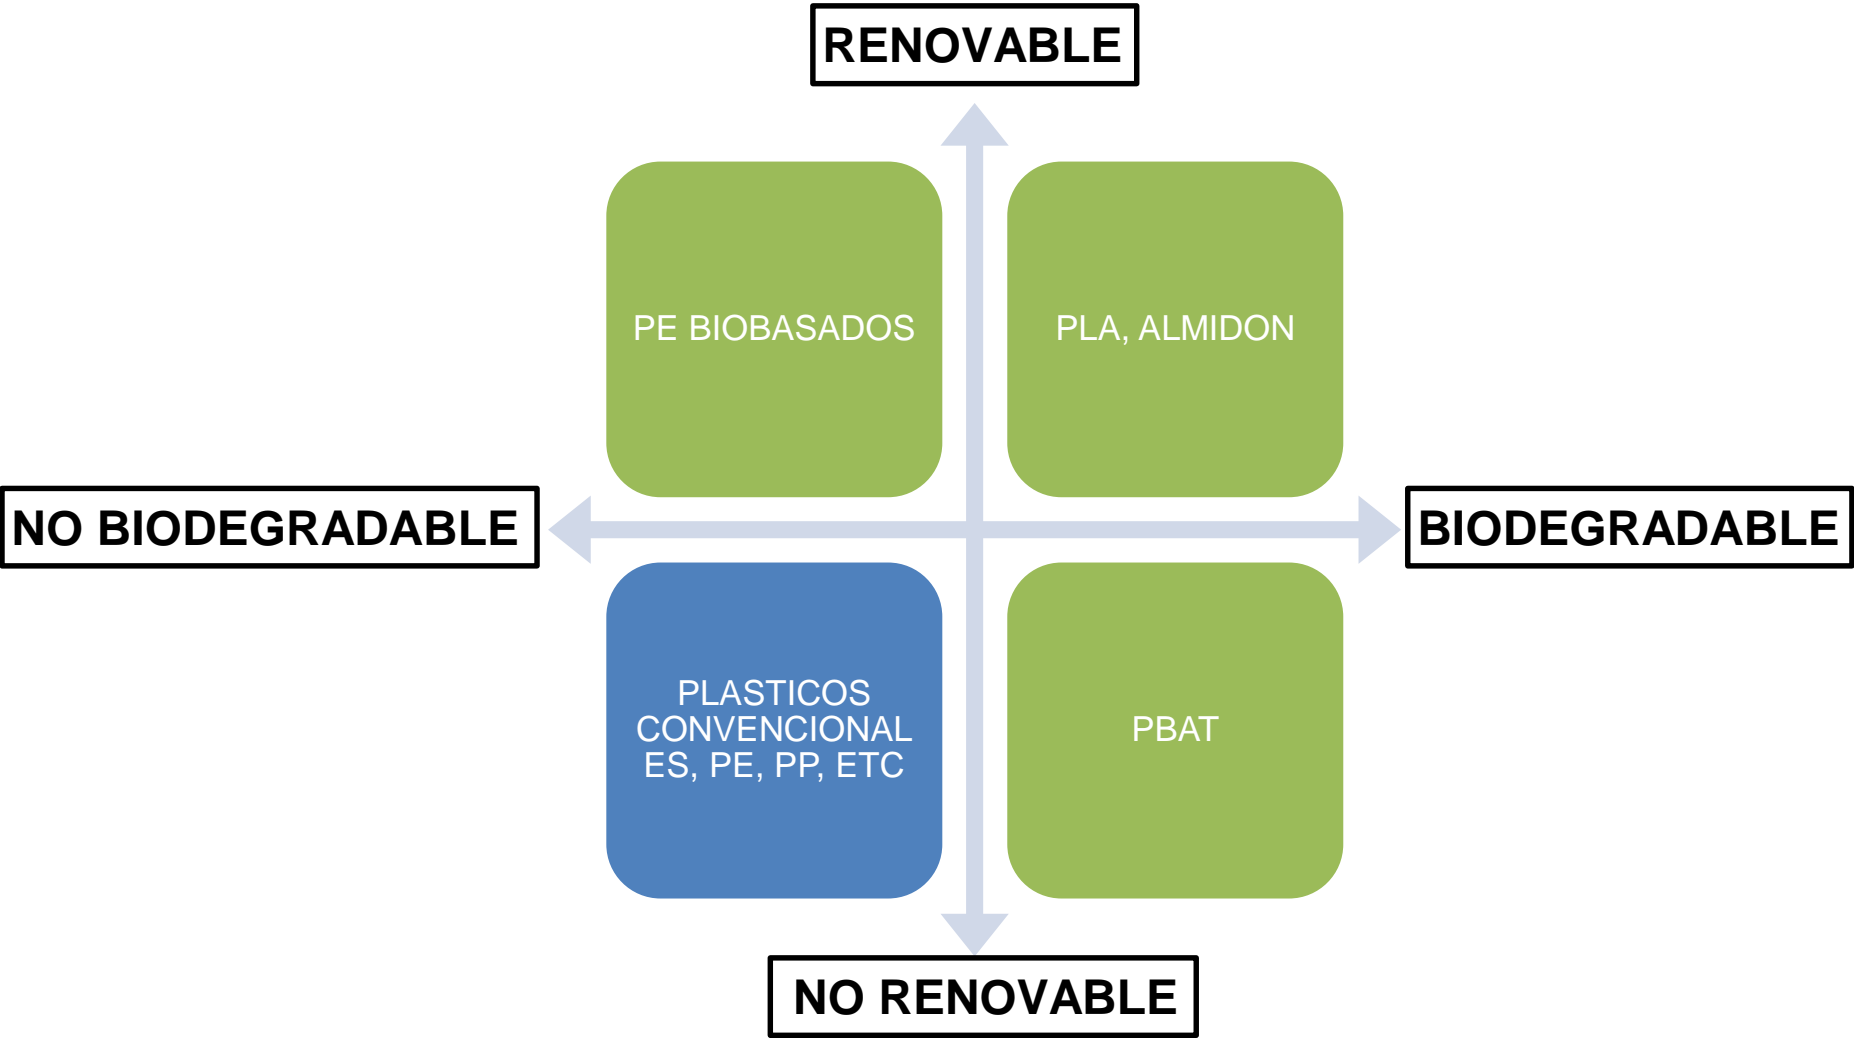 RENOVABLE
PE BIOBASADOS
PLA, ALMIDON
NO BIODEGRADABLE
BIODEGRADABLE
PLASTICOS
CONVENCIONAL
ES, PE, PP, ETC
PBAT
NO RENOVABLE